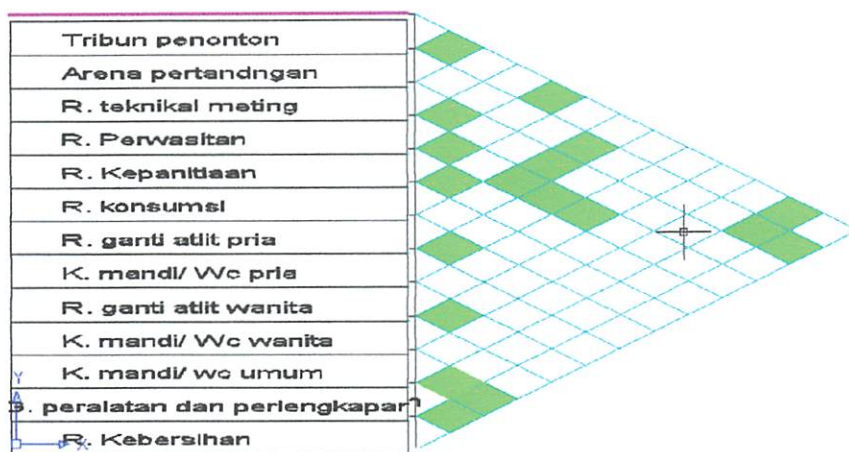 Tribun penonton
Arena pertandngan
R. teknikal meting
R. Perwasitan
R. Kepanitiaan
R. konsumsi
R. ganti atlit pria
K. mandi/ Wc pria
R. ganti atlit wanita
K. mandi/ Wc wanita
K. mandi/ wc umum
peralatan dan
R. Kebersihan
Y
X